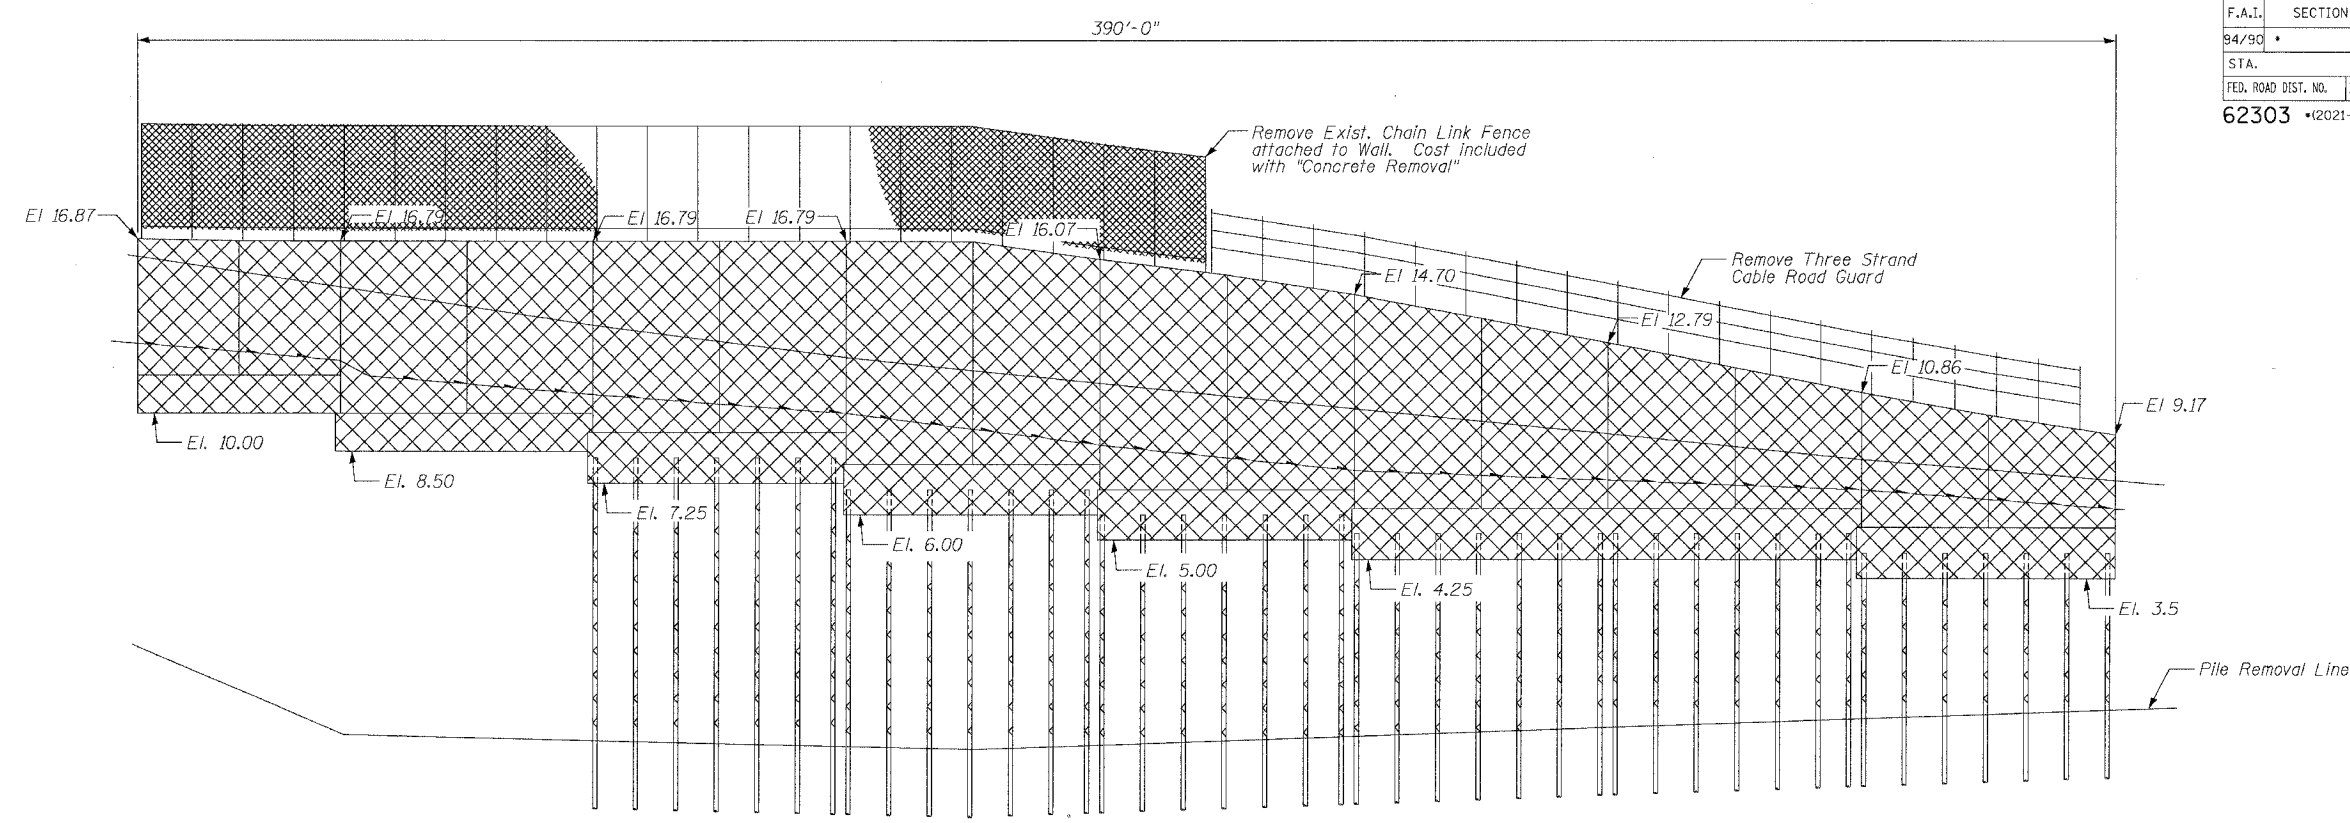 390'-0"
F.A.I. SECTION
94/90 *
STA.
FED. ROAD DIST. NO.
62303 *(2021-
Remove Exist. Chain Link Fence
attached to Wall. Cost included
with "Concrete Removal"
El 16.87
El 16.79
El 16.79
El 16.79
El 16.07
Remove Three Strand
Cable Road Guard
El 14.70
El 12.79
El 10.86
El 9.17
El. 10.00
El. 8.50
El. 7.25
El. 6.00
El. 5.00
El. 4.25
El. 3.5
Pile Removal Line